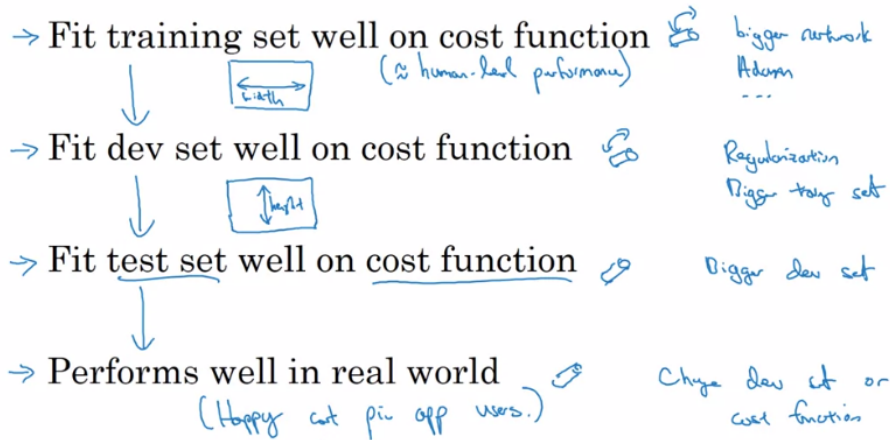 → Fit training set well on cost function
bigger network
(≈ human-level performance)
Adam
...
width
→ Fit dev set well on cost function
Regularization
Bigger traing set
height
→ Fit test set well on cost function
Bigger dev set
→ Performs well in real world
Change dev set or
(Happy cat pic app users.)
cost function